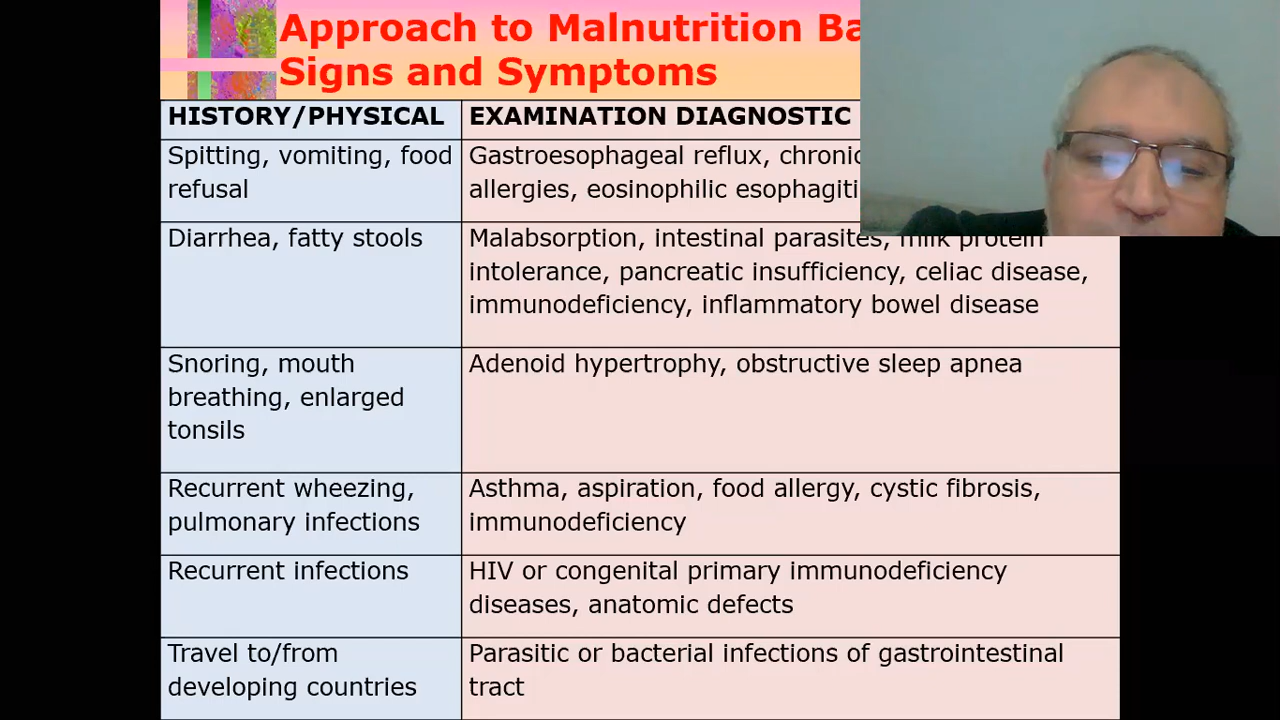 Approach to Malnutrition
Signs and Symptoms
HISTORY/PHYSICAL
EXAMINATION DIAGNOSTIC
Spitting, vomiting, food
refusal
Gastroesophageal reflux,
allergies, eosinophilic
Diarrhea, fatty stools
Malabsorption, intestinal parasites, milk protein
intolerance, pancreatic insufficiency, celiac disease,
immunodeficiency, inflammatory bowel disease
Snoring, mouth
breathing, enlarged
tonsils
Adenoid hypertrophy, obstructive sleep apnea
Recurrent wheezing,
pulmonary infections
Asthma, aspiration, food allergy, cystic fibrosis,
immunodeficiency
Recurrent infections
HIV or congenital primary immunodeficiency
diseases, anatomic defects
Travel to/from
developing countries
Parasitic or bacterial infections of gastrointestinal
tract